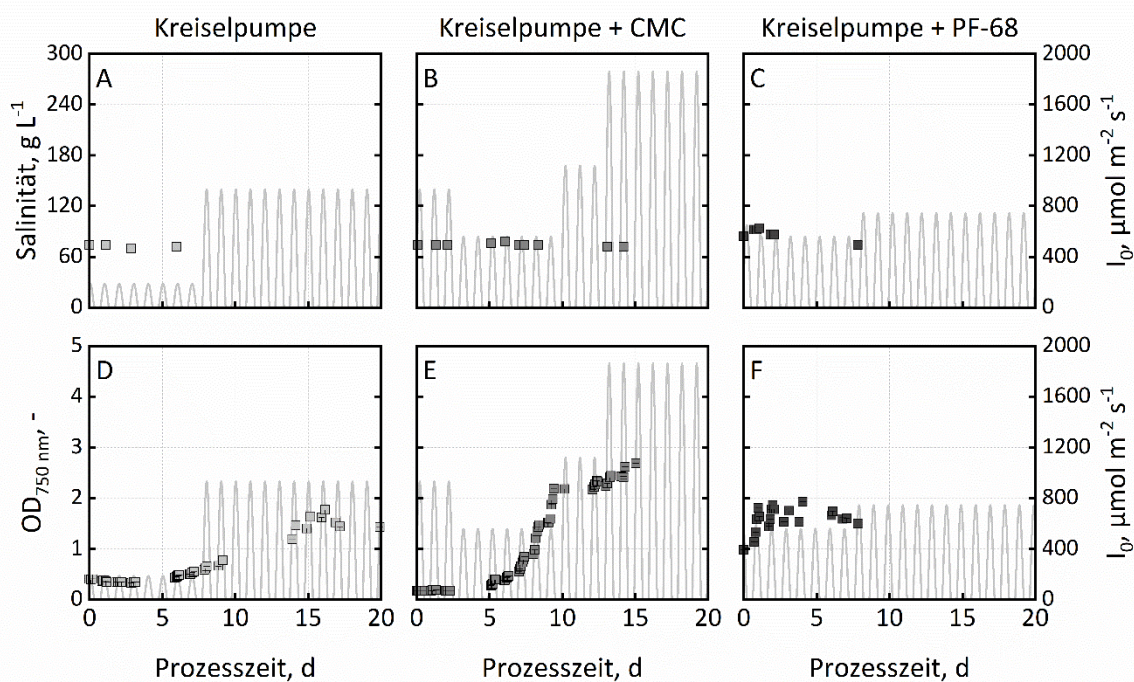 Kreiselpumpe Kreiselpumpe + CMC Kreiselpumpe + PF-68
A B C
Salinität, g L⁻¹
300
240
180
120
60
0
I₀, µmol m⁻² s⁻¹
2000
1600
1200
800
400
0
D E F
OD₇₅₀ ₙₘ, -
5
4
3
2
1
0
I₀, µmol m⁻² s⁻¹
2000
1600
1200
800
400
0
0 5 10 15 20 0 5 10 15 20 0 5 10 15 20
Prozesszeit, d Prozesszeit, d Prozesszeit, d